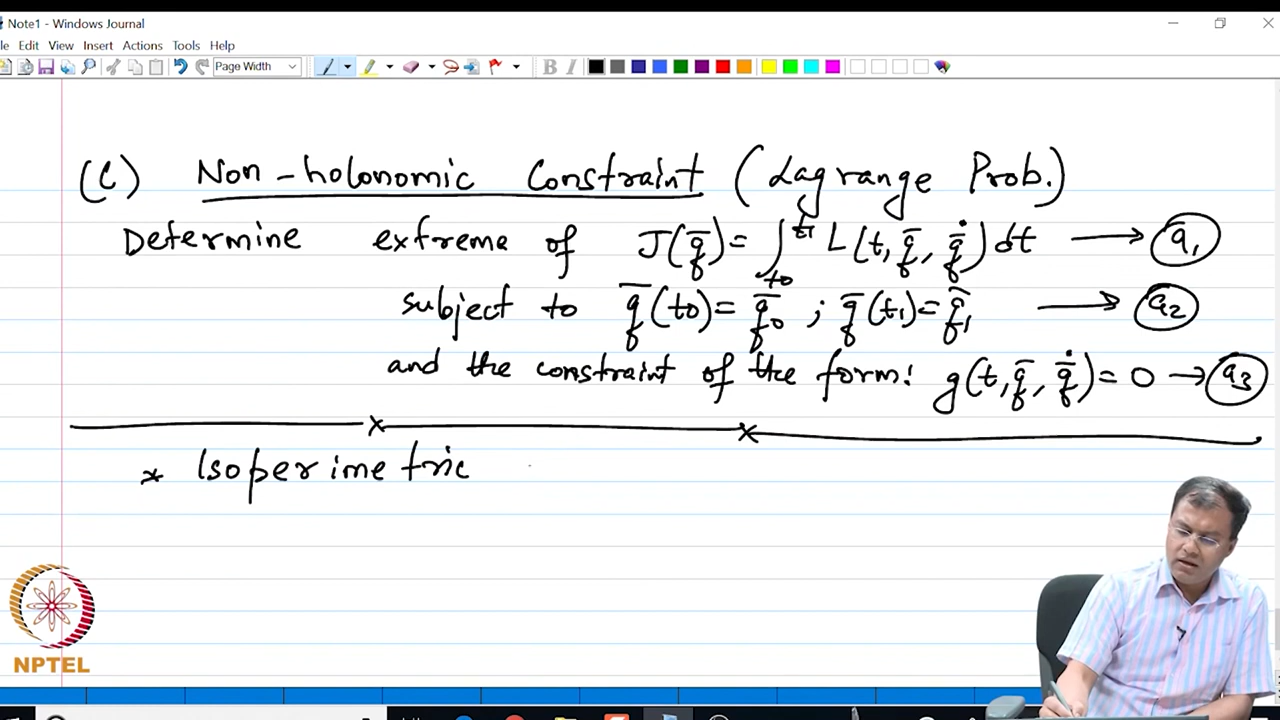 Note1 - Windows Journal
Edit View Insert Actions Tools Help
Page Width
(C) Non-holonomic Constraint (Lagrange Prob.)
Determine extreme of J(q̄) = ∫_{t0}^{t1} L(t, q̄, q̄̇) dt → (a1)
subject to q̄(t0) = q̄0 ; q̄(t1) = q̄1 → (a2)
and the constraint of the form: g(t, q̄, q̄̇) = 0 → (a3)
* Isoperimetric
NPTEL